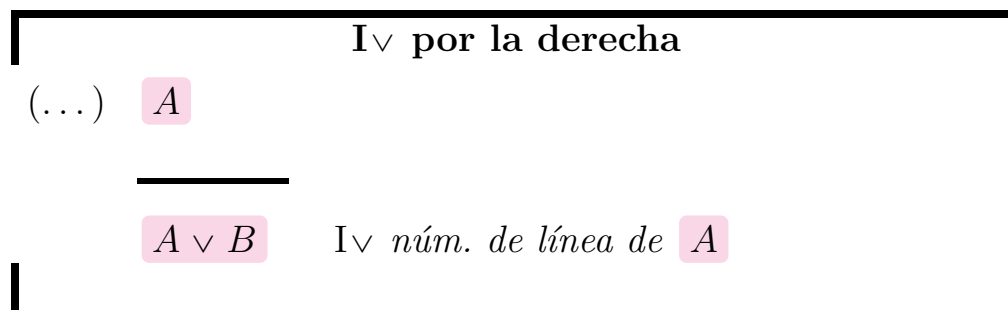 I∨ por la derecha
(...) A
A ∨ B I∨ núm. de línea de A